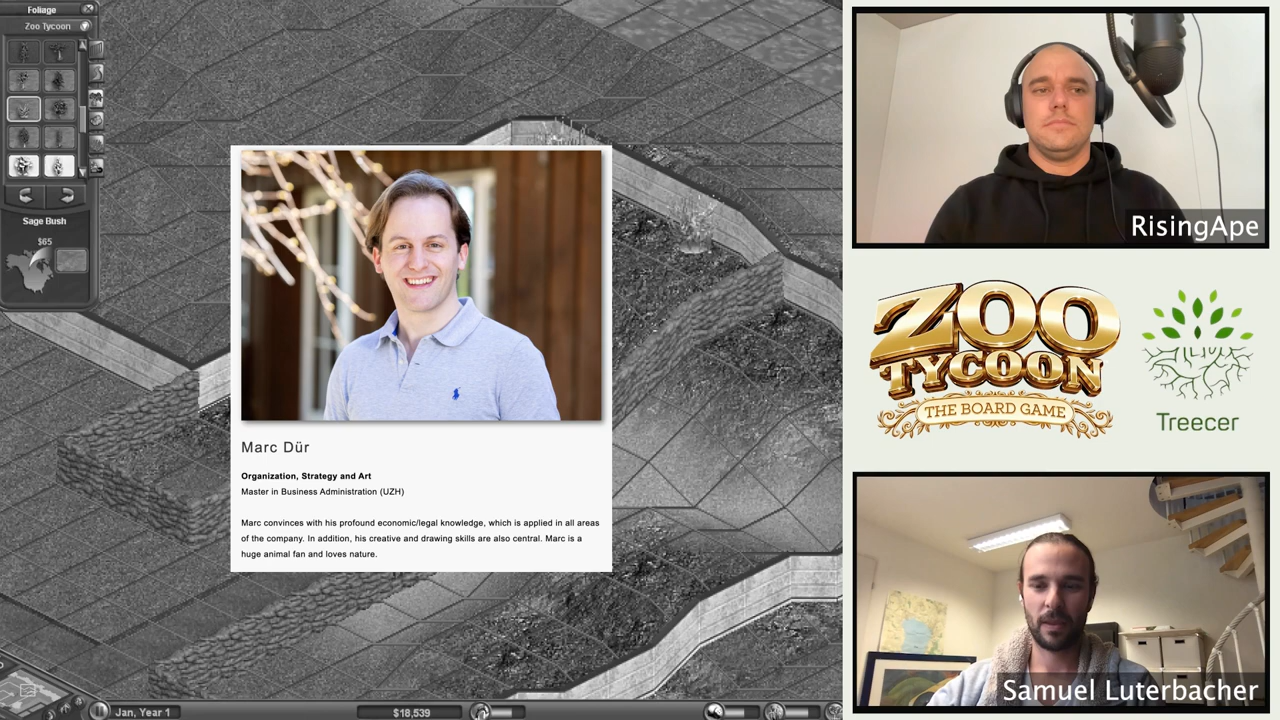 Foliage
Zoo Tycoon
Sage Bush
$65
Marc Dür
Organization, Strategy and Art
Master in Business Administration (UZH)
Marc convinces with his profound economic/legal knowledge, which is applied in all areas
of the company. In addition, his creative and drawing skills are also central. Marc is a
huge animal fan and loves nature.
Jan, Year 1
$18,539
RisingApe
ZOO
TYCOON
THE BOARD GAME
Treecer
Samuel Luterbacher